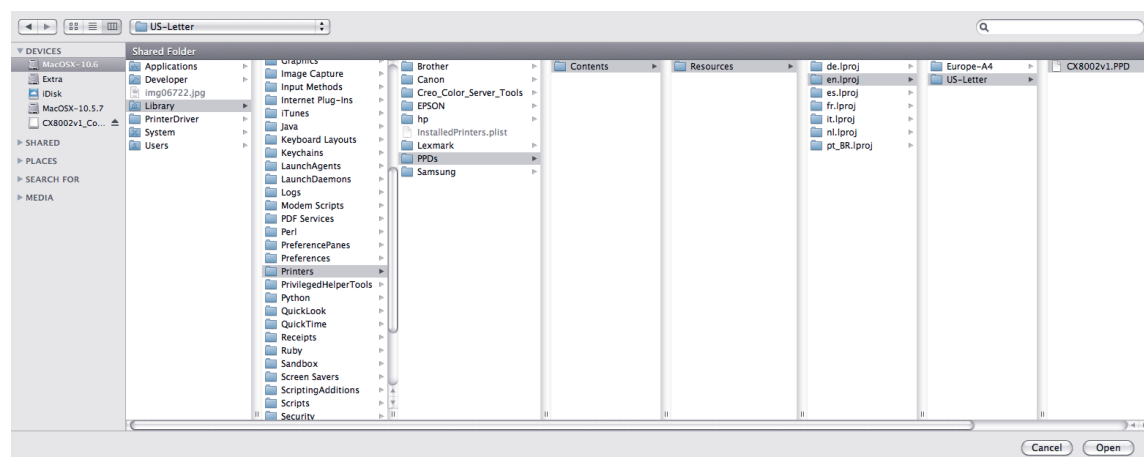 US-Letter
DEVICES
MacOSX-10.6
Extra
iDisk
MacOSX-10.5.7
CX8002v1_Co...
SHARED
PLACES
SEARCH FOR
MEDIA
Shared Folder
Applications
Developer
img06722.jpg
Library
PrinterDriver
System
Users
Graphics
Image Capture
Input Methods
Internet Plug-Ins
iTunes
Java
Keyboard Layouts
Keychains
LaunchAgents
LaunchDaemons
Logs
Modem Scripts
PDF Services
Perl
PreferencePanes
Preferences
Printers
PrivilegedHelperTools
Python
QuickLook
QuickTime
Receipts
Ruby
Sandbox
Screen Savers
ScriptingAdditions
Scripts
Security
Brother
Canon
Creo_Color_Server_Tools
EPSON
hp
InstalledPrinters.plist
Lexmark
PPDs
Samsung
Contents
Resources
de.lproj
en.lproj
es.lproj
fr.lproj
it.lproj
nl.lproj
pt_BR.lproj
Europe-A4
US-Letter
CX8002v1.PPD
Cancel
Open